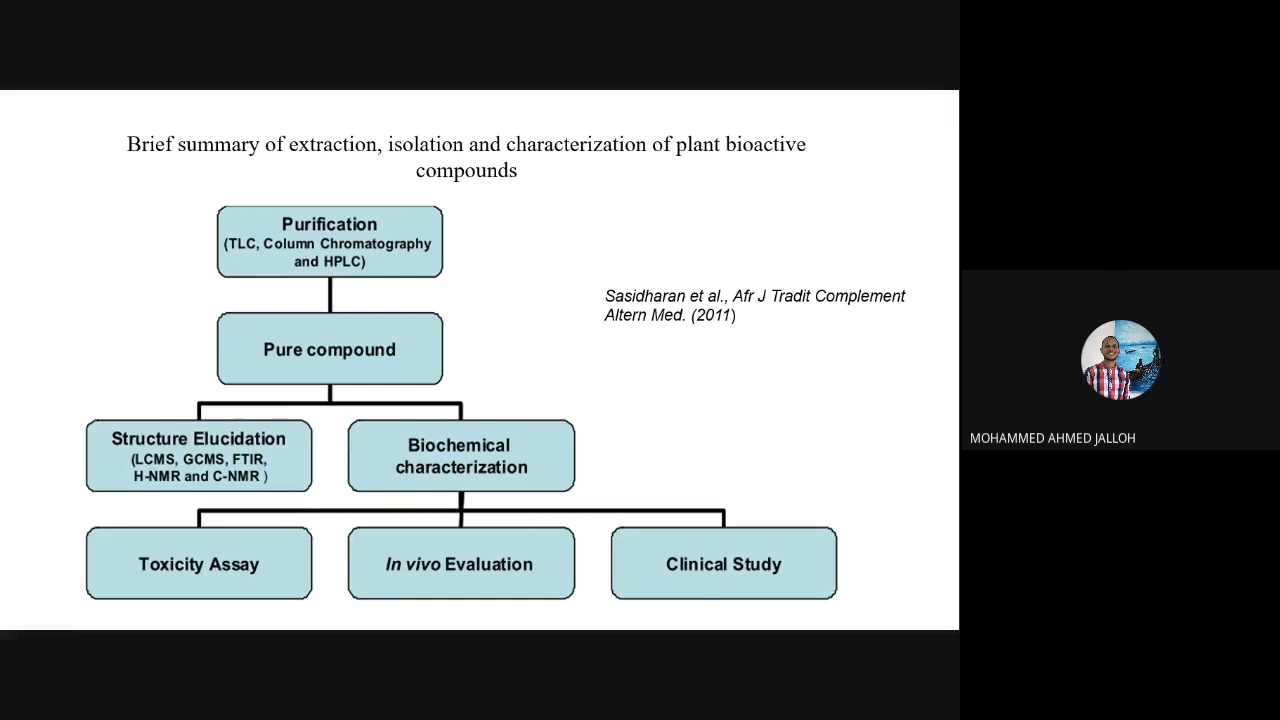 Brief summary of extraction, isolation and characterization of plant bioactive
compounds
Purification
(TLC, Column Chromatography
and HPLC)
Sasidharan et al., Afr J Tradit Complement
Altern Med. (2011)
Pure compound
Structure Elucidation
(LCMS, GCMS, FTIR,
H-NMR and C-NMR )
Biochemical
characterization
Toxicity Assay
In vivo Evaluation
Clinical Study
MOHAMMED AHMED JALLOH